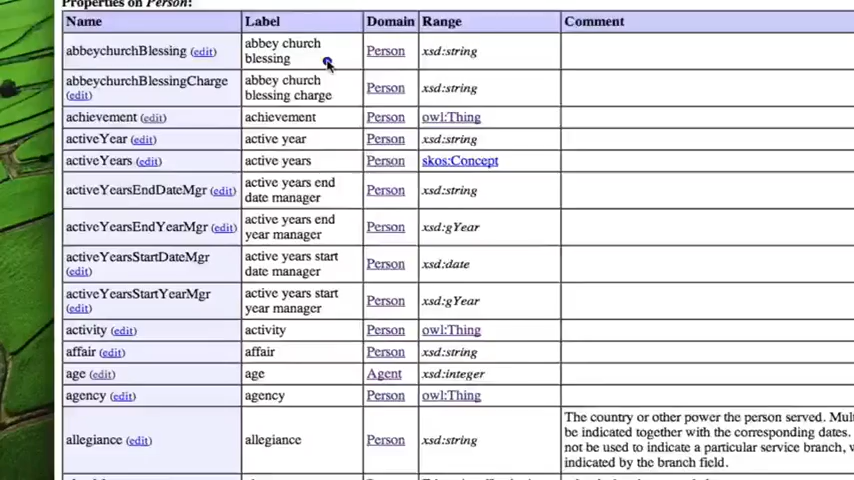 Properties on Person:
Name Label Domain Range Comment
abbeychurchBlessing (edit) abbey church blessing Person xsd:string
abbeychurchBlessingCharge (edit) abbey church blessing charge Person xsd:string
achievement (edit) achievement Person owl:Thing
activeYear (edit) active year Person xsd:string
activeYears (edit) active years Person skos:Concept
activeYearsEndDateMgr (edit) active years end date manager Person xsd:string
activeYearsEndYearMgr (edit) active years end year manager Person xsd:gYear
activeYearsStartDateMgr (edit) active years start date manager Person xsd:date
activeYearsStartYearMgr (edit) active years start year manager Person xsd:gYear
activity (edit) activity Person owl:Thing
affair (edit) affair Person xsd:string
age (edit) age Agent xsd:integer
agency (edit) agency Person owl:Thing
allegiance (edit) allegiance Person xsd:string
The country or other power the person served. Mul
be indicated together with the corresponding dates.
not be used to indicate a particular service branch,
indicated by the branch field.